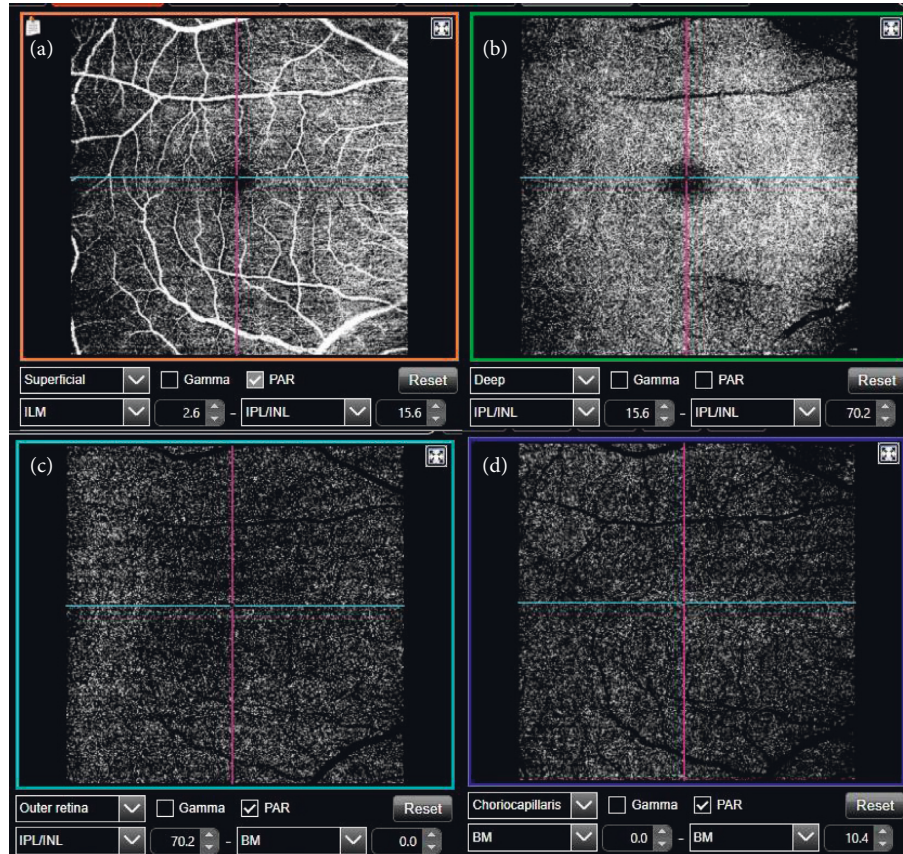 (a)
(b)
Superficial Gamma PAR Reset
ILM 2.6 – IPL/INL 15.6
Deep Gamma PAR Reset
IPL/INL 15.6 – IPL/INL 70.2
(c)
(d)
Outer retina Gamma PAR Reset
IPL/INL 70.2 – BM 0.0
Choriocapillaris Gamma PAR Reset
BM 0.0 – BM 10.4